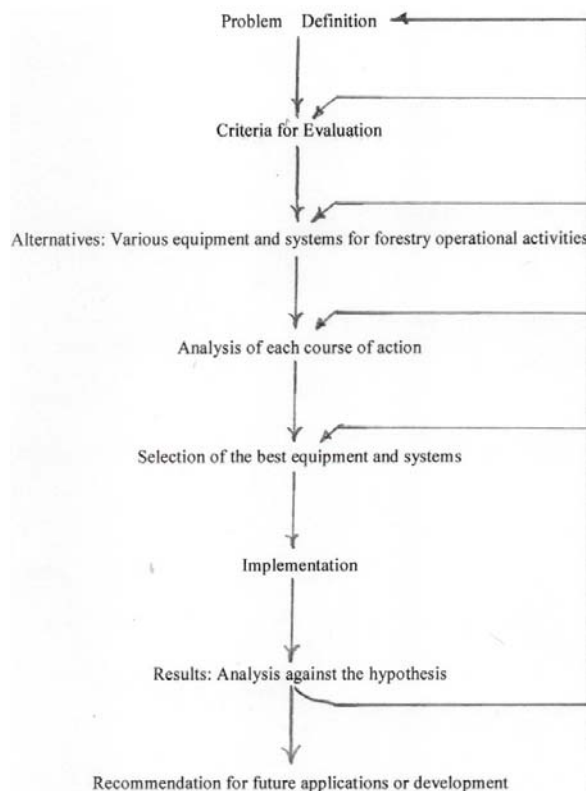 Problem Definition
Criteria for Evaluation
Alternatives: Various equipment and systems for forestry operational activities
Analysis of each course of action
Selection of the best equipment and systems
Implementation
Results: Analysis against the hypothesis
Recommendation for future applications or development